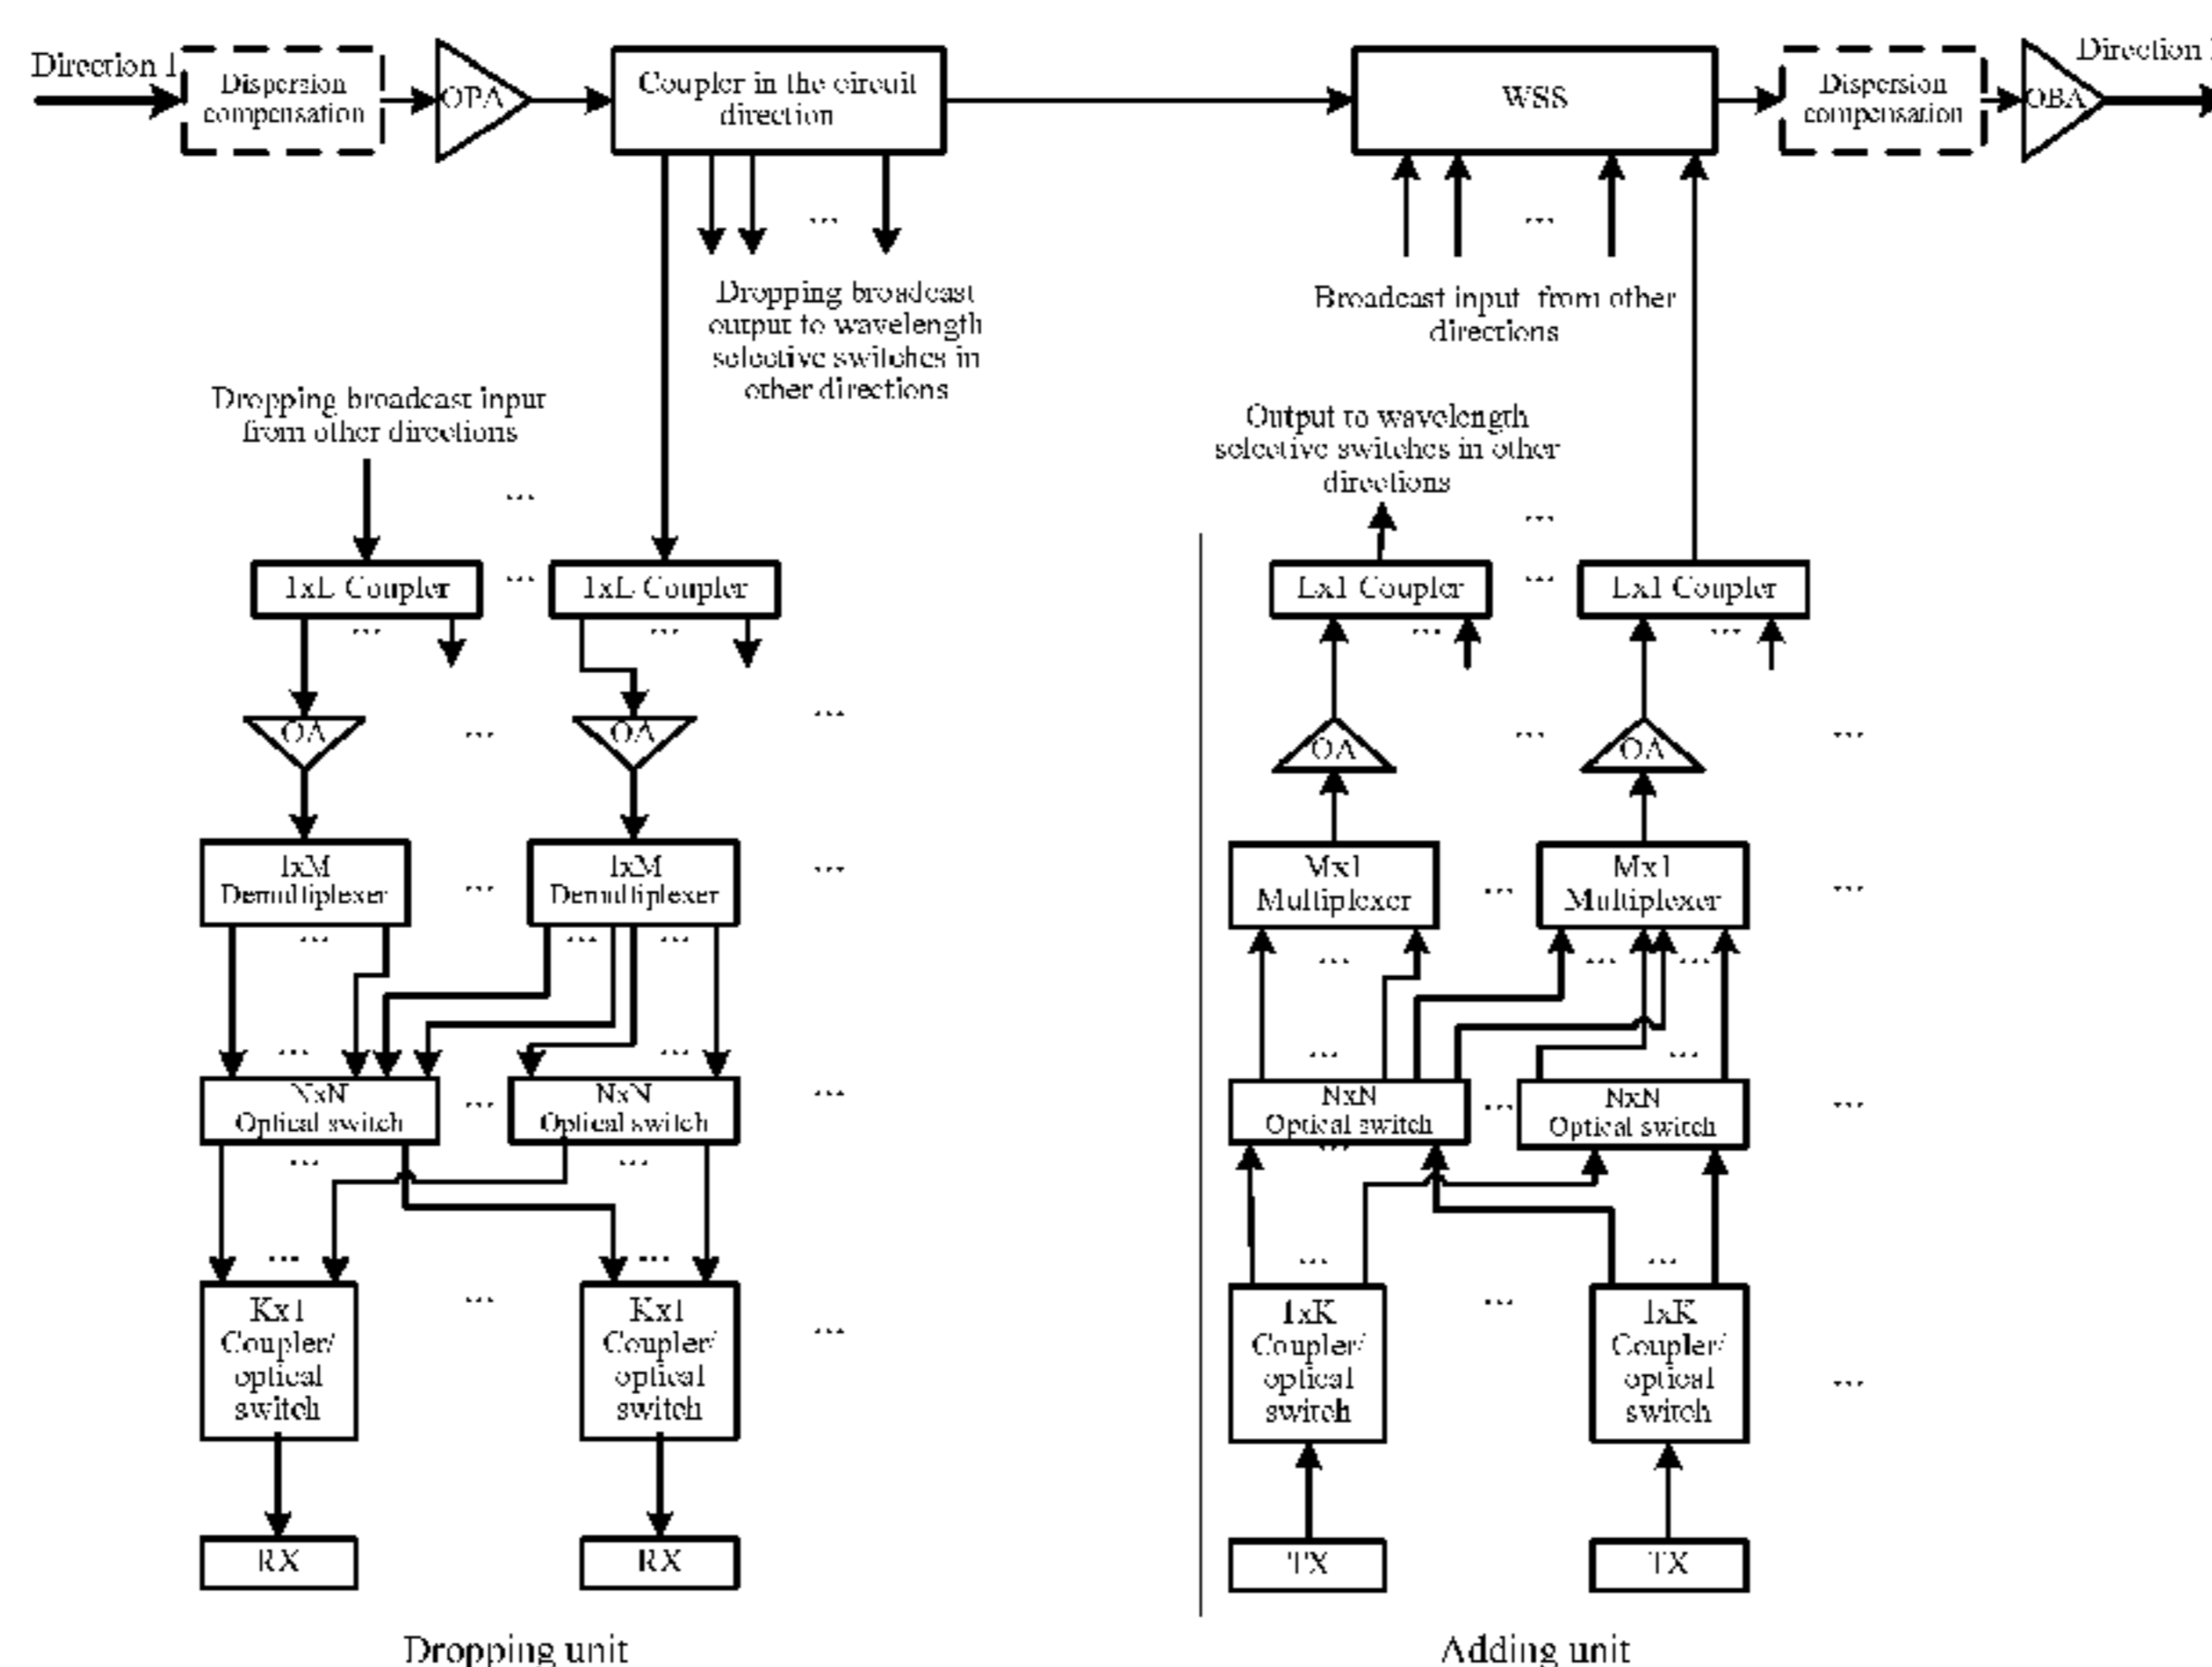 Direction 1
Dispersion
compensation
OPA
Coupler in the circuit
direction
WSS
Dispersion
compensation
OBA
Direction
...
...
Dropping broadcast
output to wavelength
selective switches in
other directions
Broadcast input from other
directions
Dropping broadcast input
from other directions
...
Output to wavelength
selective switches in other
directions
...
1xL Coupler
...
1xL Coupler
Lx1 Coupler
...
Lx1 Coupler
...
...
...
...
OA
...
OA
...
OA
...
OA
...
1xM
Demultiplexer
...
1xM
Demultiplexer
...
Mx1
Multiplexer
...
Mx1
Multiplexer
...
...
...
...
...
...
...
...
...
...
...
NxN
Optical switch
...
NxN
Optical switch
...
NxN
Optical switch
...
NxN
Optical switch
...
...
...
...
...
...
...
...
Kx1
Coupler/
optical
switch
...
Kx1
Coupler/
optical
switch
...
1xK
Coupler/
optical
switch
...
1xK
Coupler/
optical
switch
...
RX
RX
TX
TX
Dropping unit
Adding unit